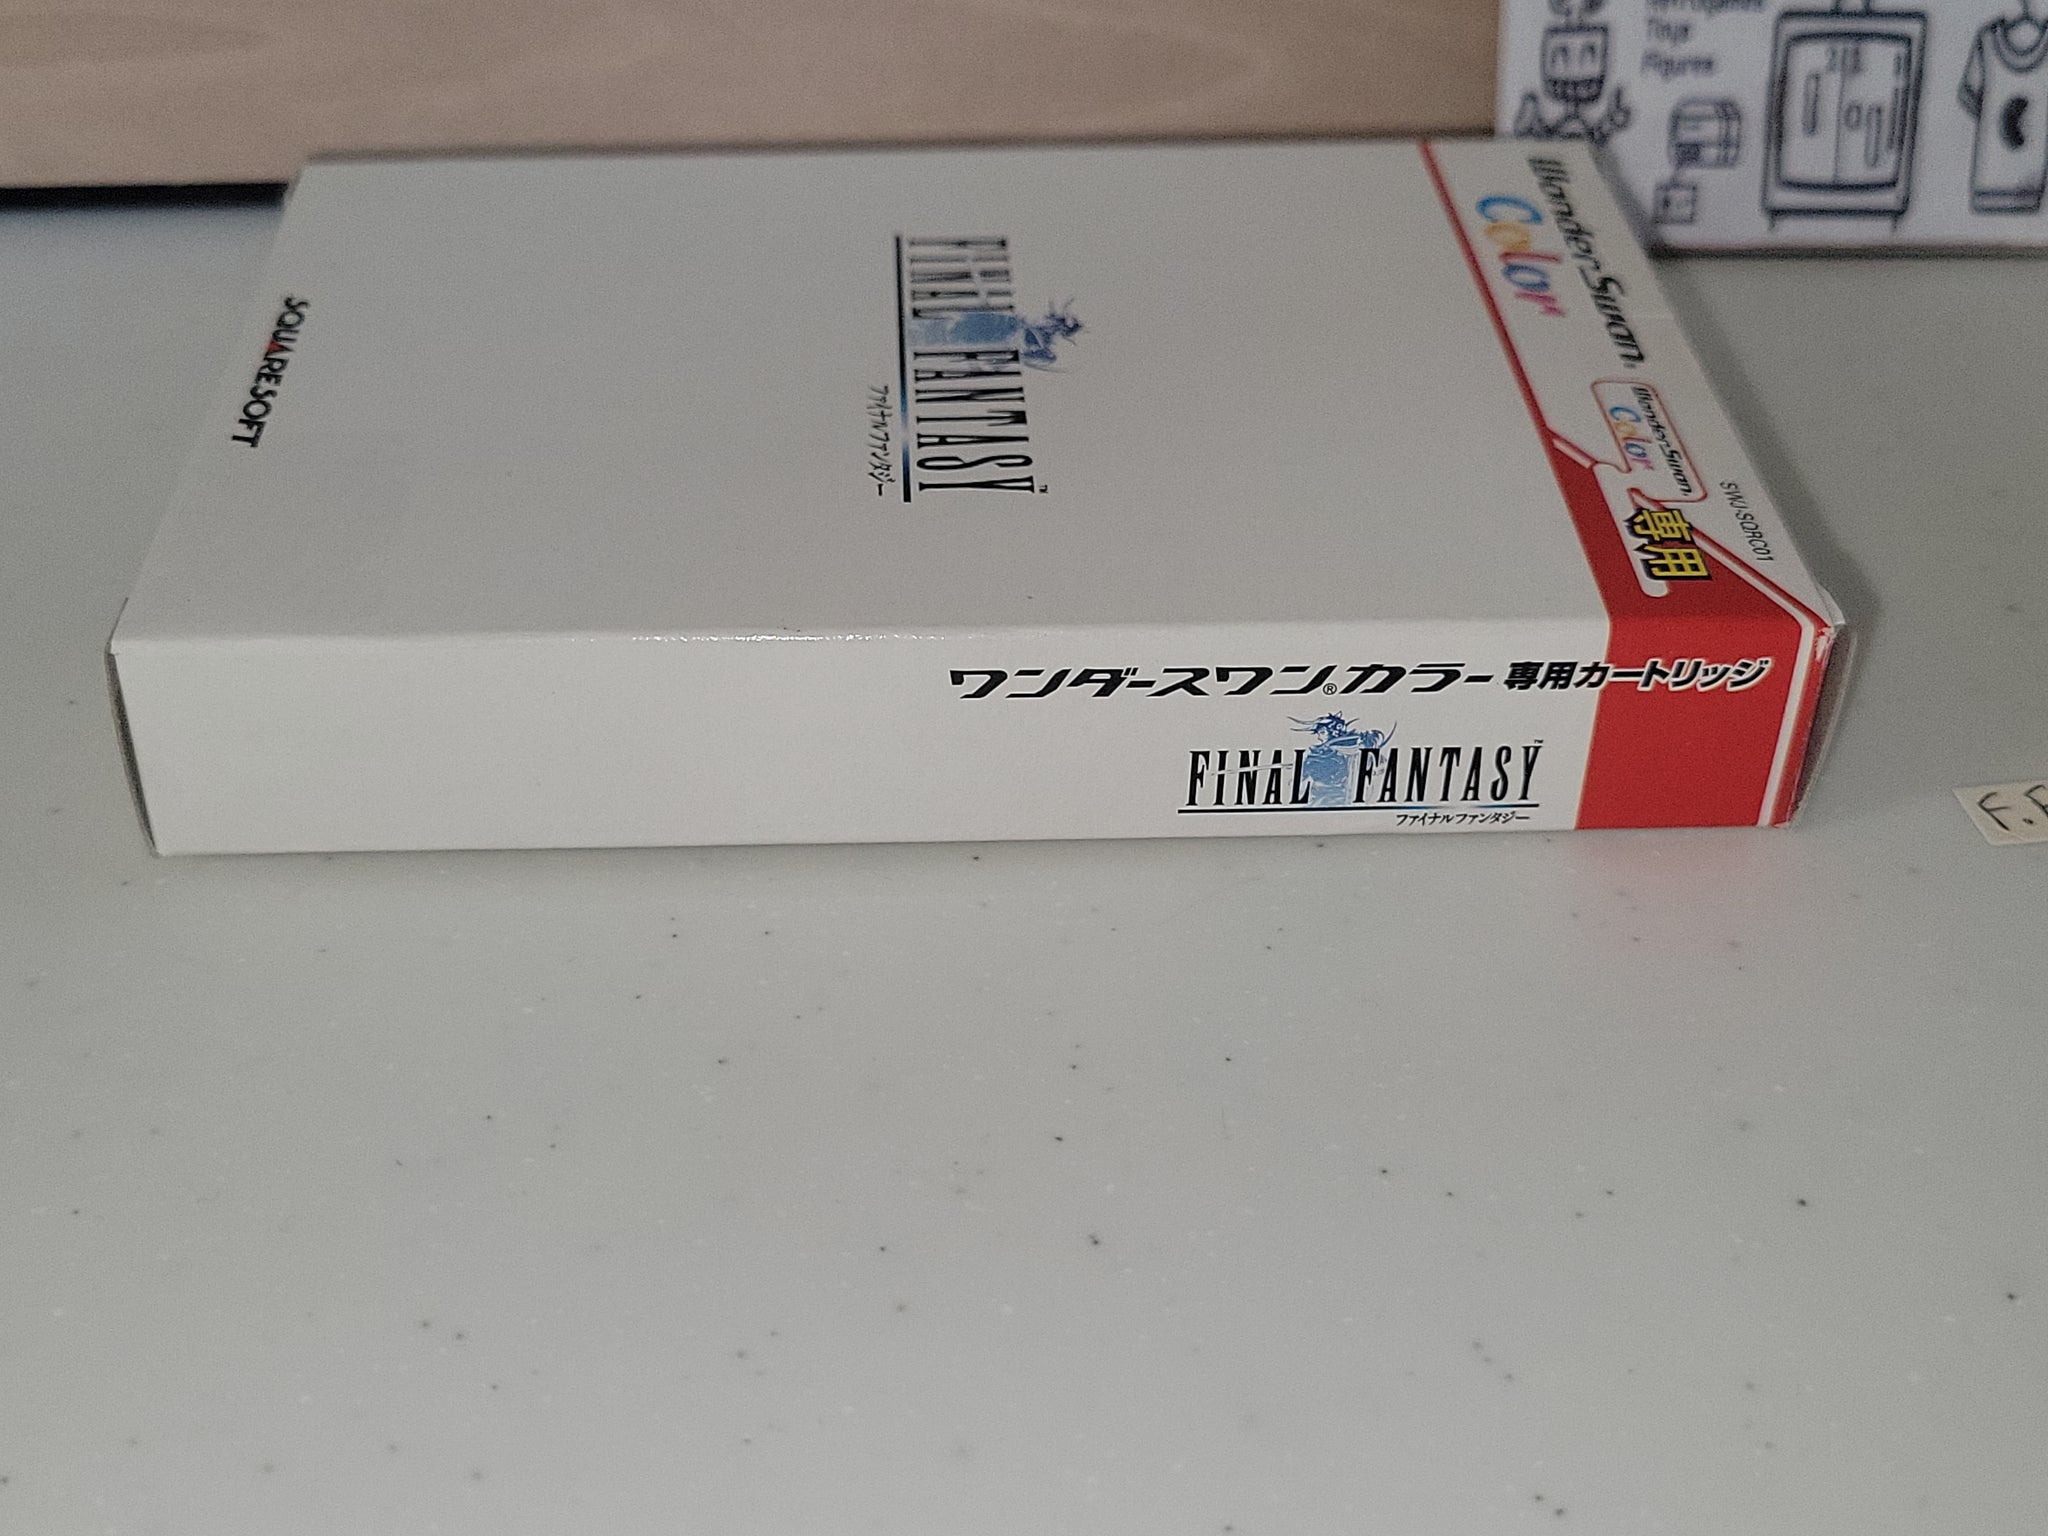 WonderSwan
Color
WonderSwan
Color
専用
SWJ-SQRC01
FINAL FANTASY™
ファイナルファンタジー
SQUARESOFT
ワンダースワン®カラー専用カートリッジ
FINAL FANTASY™
ファイナルファンタジー
Toys
Figures
F.F